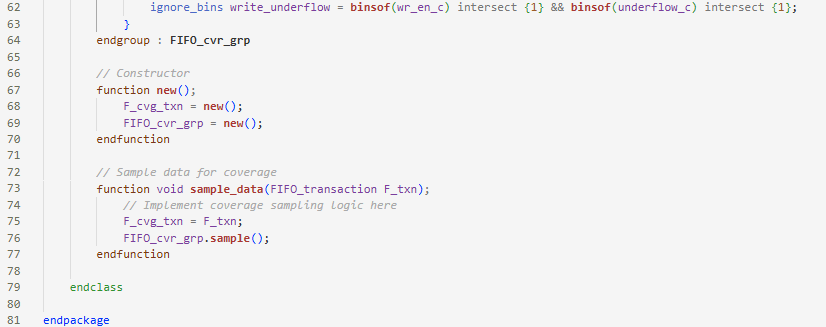 62 ignore_bins write_underflow = binsof(wr_en_c) intersect {1} && binsof(underflow_c) intersect {1};
63 }
64 endgroup : FIFO_cvr_grp
65
66 // Constructor
67 function new();
68 F_cvg_txn = new();
69 FIFO_cvr_grp = new();
70 endfunction
71
72 // Sample data for coverage
73 function void sample_data(FIFO_transaction F_txn);
74 // Implement coverage sampling logic here
75 F_cvg_txn = F_txn;
76 FIFO_cvr_grp.sample();
77 endfunction
78
79 endclass
80
81 endpackage